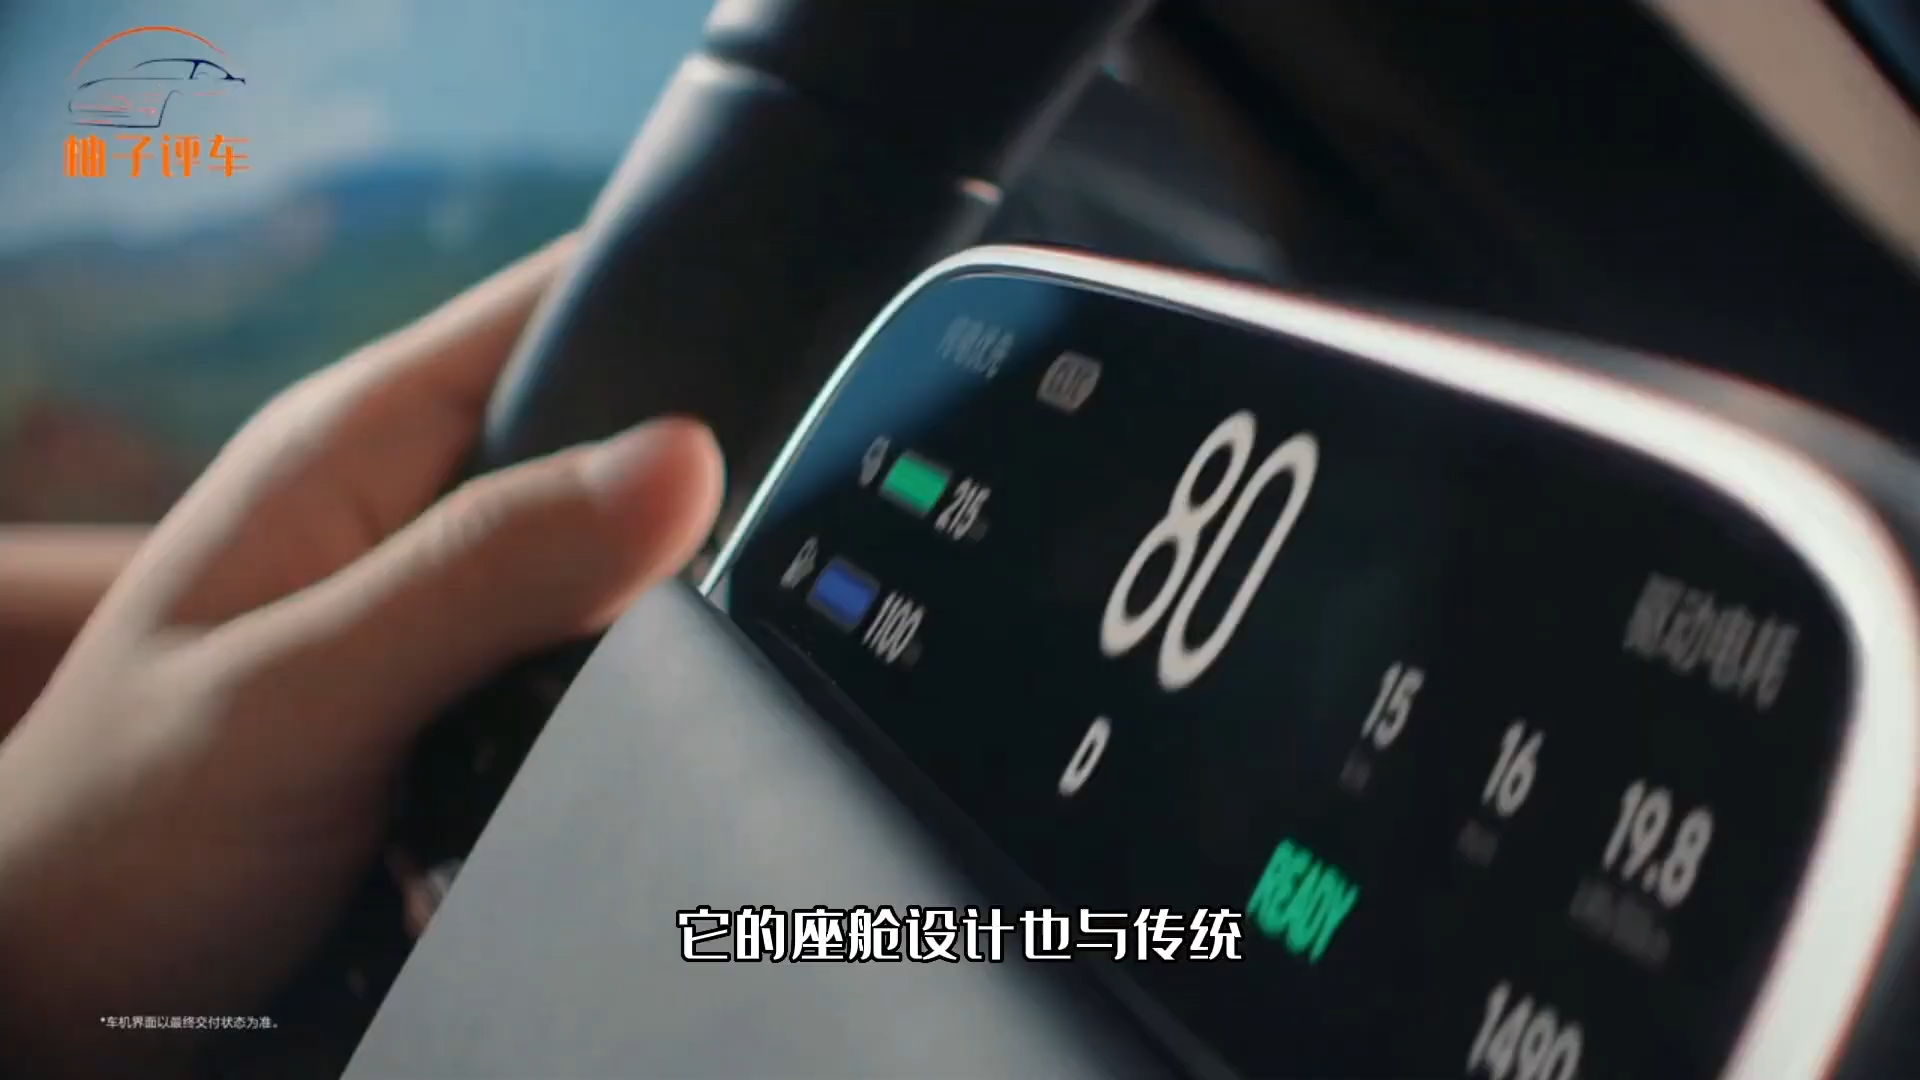 柚子评车
80
215
1100
D
驱动电耗
15
16
19.8
READY
1490
它的座舱设计也与传统
*车机界面以最终交付状态为准。